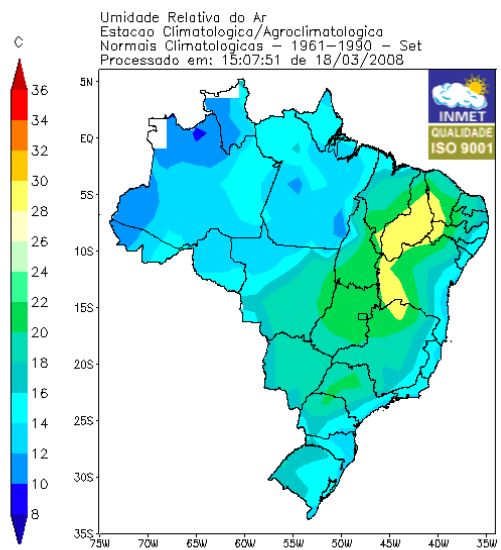 Umidade Relativa do Ar
Estacao Climatologica/Agroclimatologica
Normais Climatologicas - 1961-1990 - Set
Processado em: 15:07:51 de 18/03/2008
C
36
34
32
30
28
26
24
22
20
18
16
14
12
10
8
INMET
QUALIDADE
ISO 9001
5N
EQ
5S
10S
15S
20S
25S
30S
35S
75W 70W 65W 60W 55W 50W 45W 40W 35W